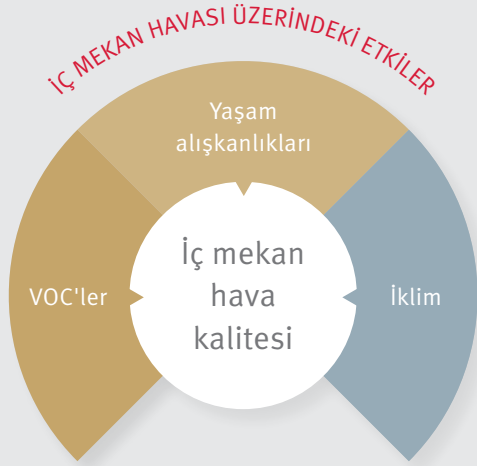 İÇ MEKAN HAVASI ÜZERİNDEKİ ETKİLER
Yaşam
alışkanlıkları
VOC'ler
İç mekan
hava
kalitesi
İklim